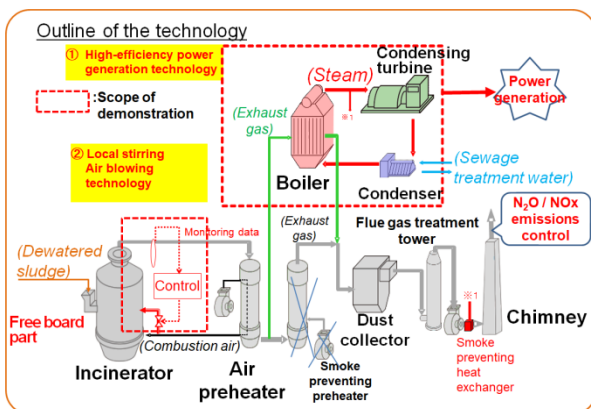 Outline of the technology
① High-efficiency power
generation technology
:Scope of
demonstration
② Local stirring
Air blowing
technology
(Steam)
※1
Condensing
turbine
Power
generation
(Exhaust
gas)
Boiler
Condenser
(Sewage
treatment water)
N₂O / NOx
emissions
control
(Dewatered
sludge)
Monitoring data
Control
(Exhaust
gas)
Flue gas treatment
tower
Free board
part
(Combustion air)
Incinerator
Air
preheater
Smoke
preventing
preheater
Dust
collector
※1
Smoke
preventing
heat
exchanger
Chimney